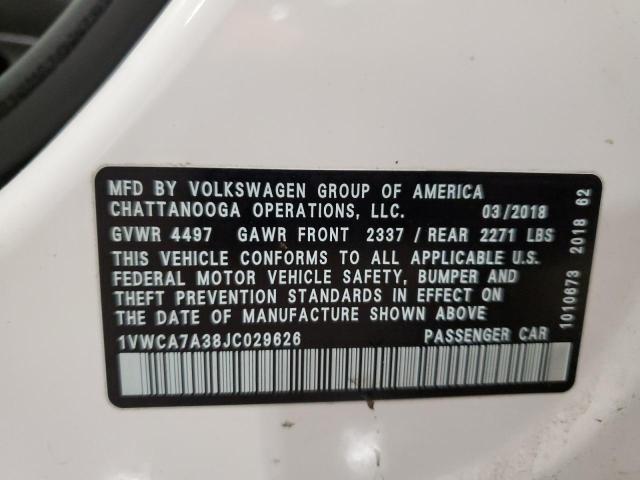 MFD BY VOLKSWAGEN GROUP OF AMERICA
CHATTANOOGA OPERATIONS, LLC. 03/2018
GVWR 4497 GAWR FRONT 2337 / REAR 2271 LBS
THIS VEHICLE CONFORMS TO ALL APPLICABLE U.S.
FEDERAL MOTOR VEHICLE SAFETY, BUMPER AND
THEFT PREVENTION STANDARDS IN EFFECT ON
THE DATE OF MANUFACTURE SHOWN ABOVE
1VWCA7A38JC029626 PASSENGER CAR
1010673 2018 62